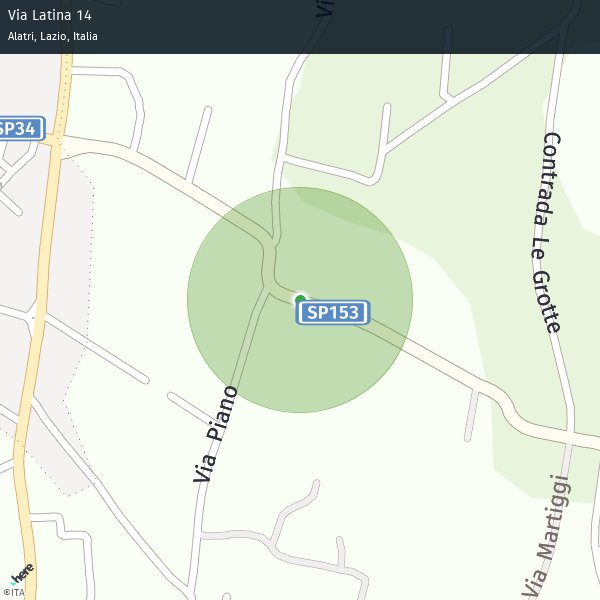 Via Latina 14
Alatri, Lazio, Italia
SP34
SP153
Contrada Le Grotte
Via Piano
Via Martiggi
here
©ITA